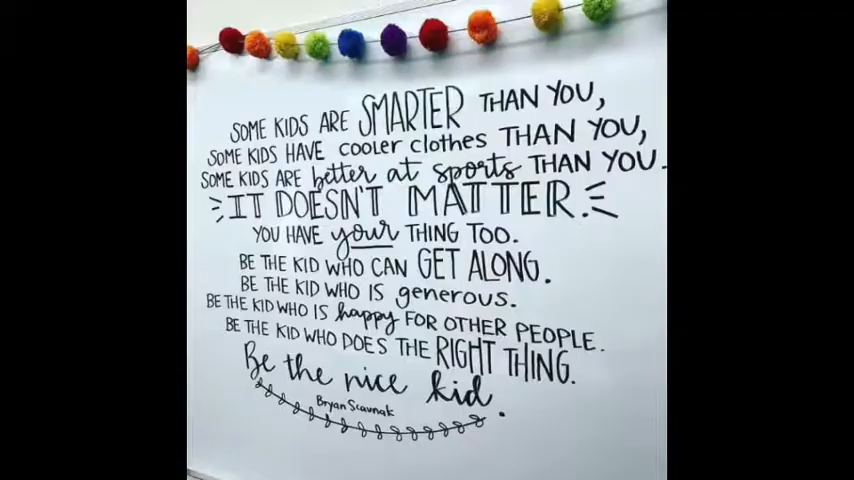 SOME KIDS ARE SMARTER THAN YOU,
SOME KIDS HAVE cooler clothes THAN YOU,
SOME KIDS ARE better at sports THAN YOU.
IT DOESN'T MATTER.
YOU HAVE your THING TOO.
BE THE KID WHO CAN GET ALONG.
BE THE KID WHO IS generous.
BE THE KID WHO IS happy FOR OTHER PEOPLE.
BE THE KID WHO DOES THE RIGHT THING.
Be the nice kid.
Bryan Scavnak